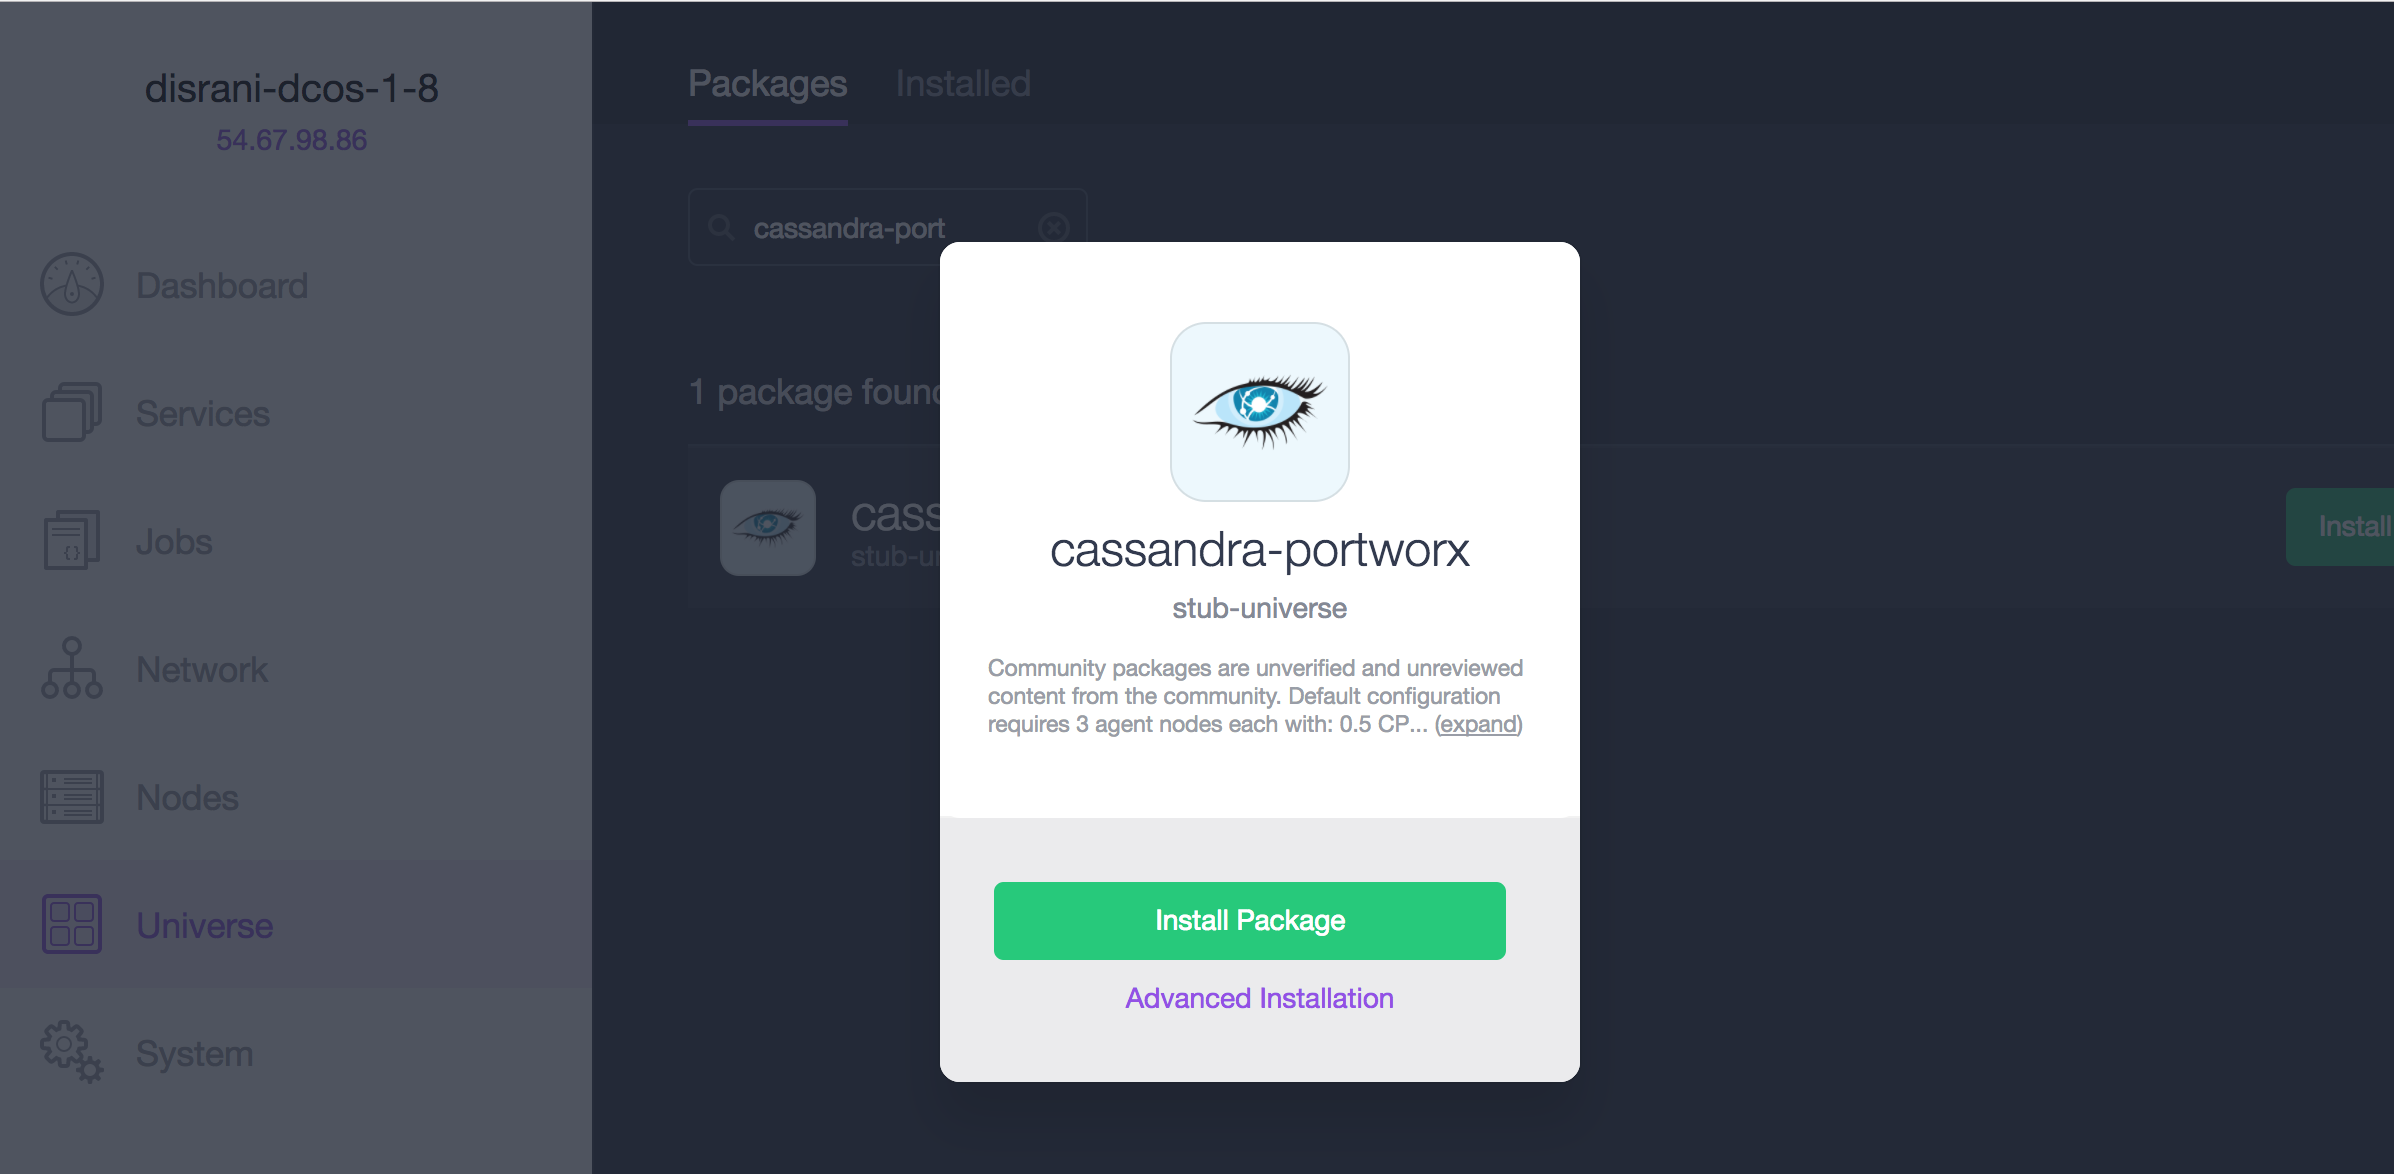 disrani-dcos-1-8
54.67.98.86
Dashboard
Services
Jobs
{}
Network
Nodes
Universe
System
Packages
Installed
cassandra-port
1 package found
cass
stub-un
Install
cassandra-portworx
stub-universe
Community packages are unverified and unreviewed
content from the community. Default configuration
requires 3 agent nodes each with: 0.5 CP... (expand)
Install Package
Advanced Installation